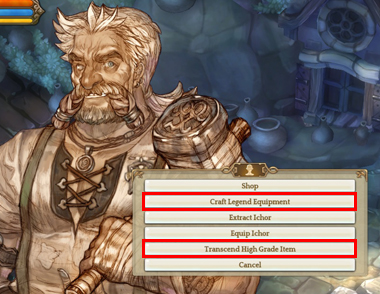 Shop
Craft Legend Equipment
Extract Ichor
Equip Ichor
Transcend High Grade Item
Cancel